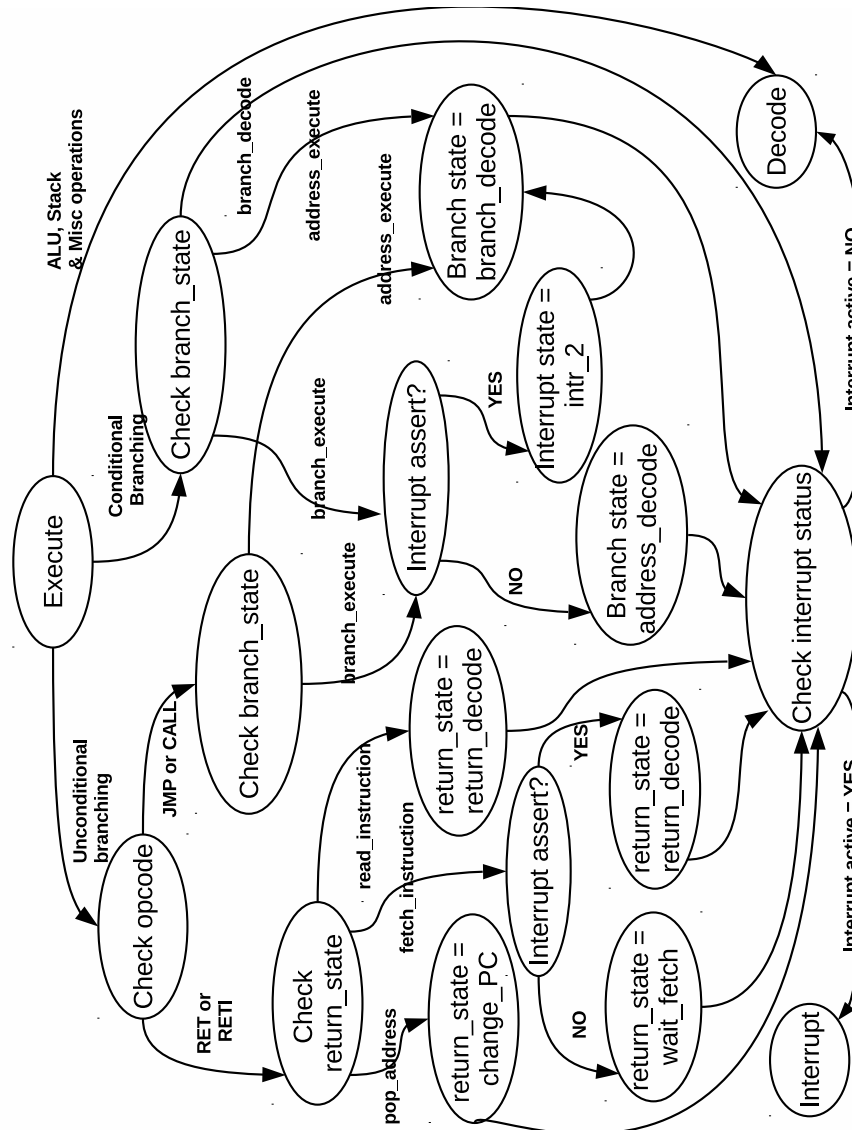 Execute
ALU, Stack
& Misc operations
Unconditional
branching
Conditional
Branching
Check opcode
JMP or CALL
Check branch_state
RET or
RETI
Check branch_state
branch_decode
Check
return_state
address_execute
branch_execute
branch_execute
read_instruction
address_execute
pop_address
fetch_instruction
Interrupt assert?
return_state =
change_PC
return_state =
return_decode
Branch state =
branch_decode
YES
NO
Interrupt assert?
Interrupt state =
intr_2
NO
YES
Branch state =
address_decode
return_state =
wait_fetch
return_state =
return_decode
Check interrupt status
Decode
Interrupt
Interrupt active = YES
Interrupt active = NO